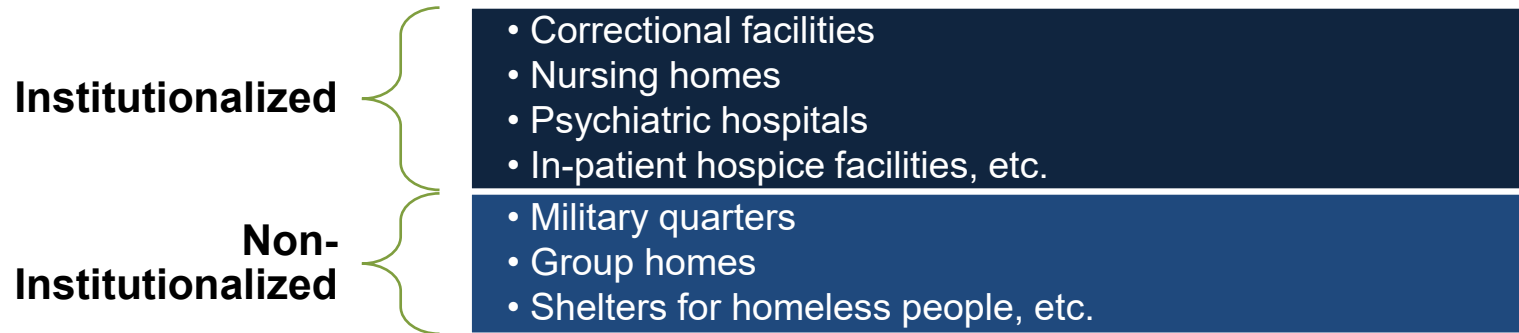 Institutionalized
• Correctional facilities
• Nursing homes
• Psychiatric hospitals
• In-patient hospice facilities, etc.
Non-
Institutionalized
• Military quarters
• Group homes
• Shelters for homeless people, etc.